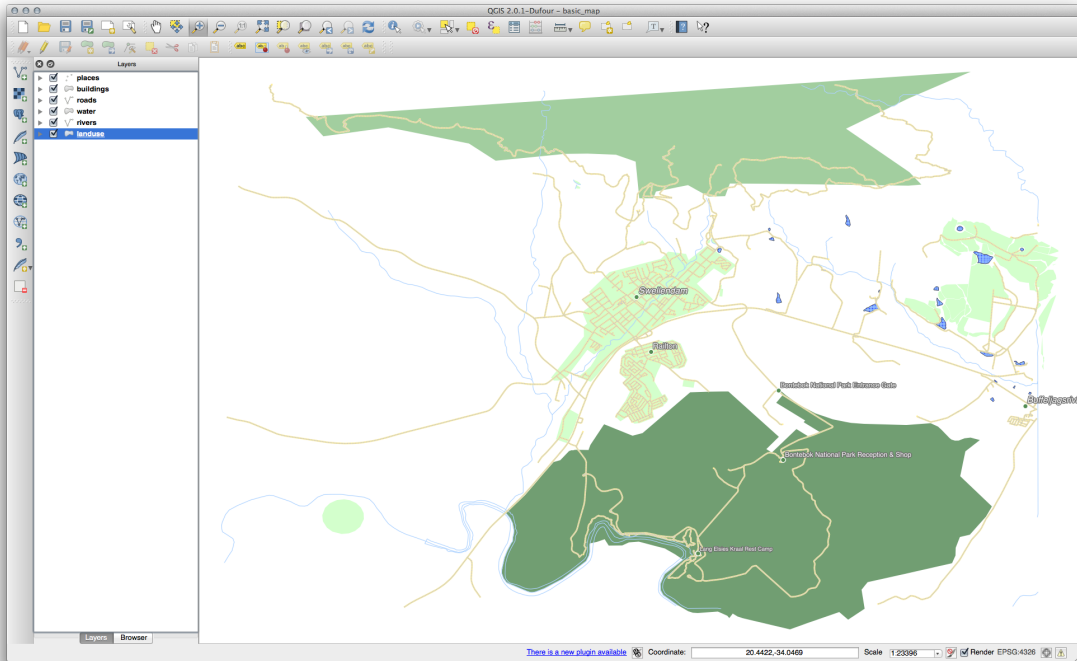 QGIS 2.0.1-Dufour - basic_map
Layers
places
buildings
roads
water
rivers
landuse
Swellendam
Railton
Bontebok National Park Entrance Gate
Bontebok National Park Reception & Shop
Lang Elsies Kraal Rest Camp
Layers
Browser
There is a new plugin available
Coordinate:
20.4422,-34.0469
Scale
1:23396
Render
EPSG:4326